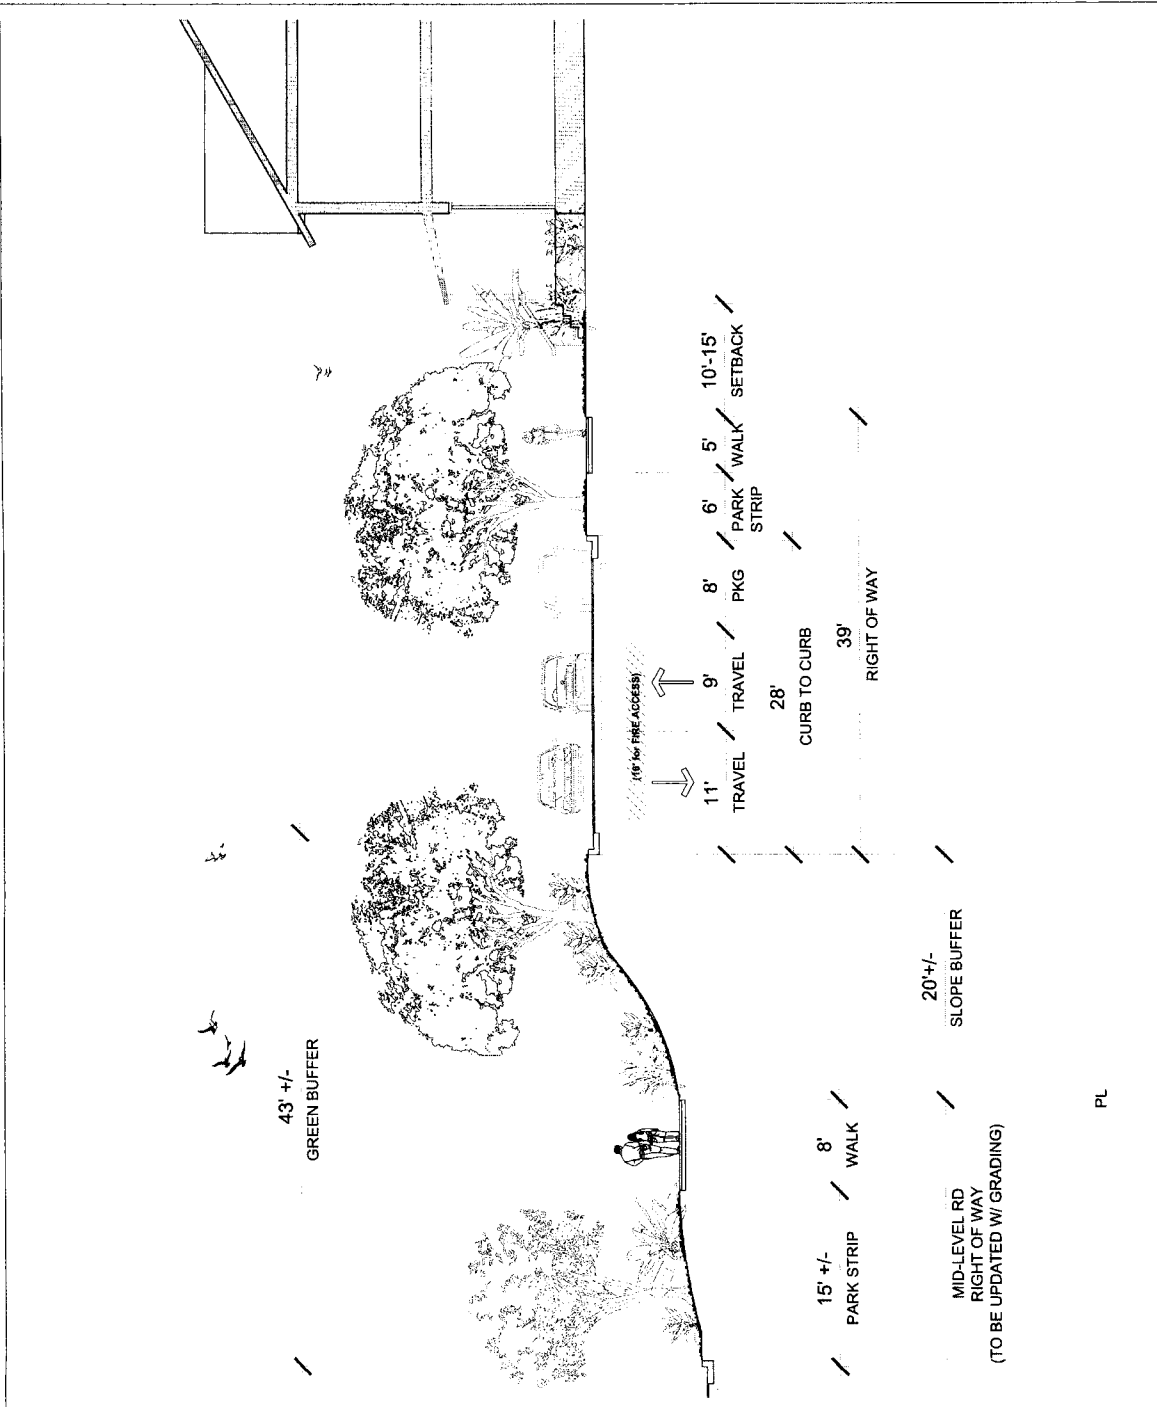 43' +/-
GREEN BUFFER
(19' for FIRE ACCESS)
11'
TRAVEL
9'
TRAVEL
8'
PKG
6'
PARK
STRIP
5'
WALK
10'-15'
SETBACK
28'
CURB TO CURB
15' +/-
PARK STRIP
8'
WALK
39'
RIGHT OF WAY
20'+/-
SLOPE BUFFER
MID-LEVEL RD
RIGHT OF WAY
(TO BE UPDATED W/ GRADING)
PL